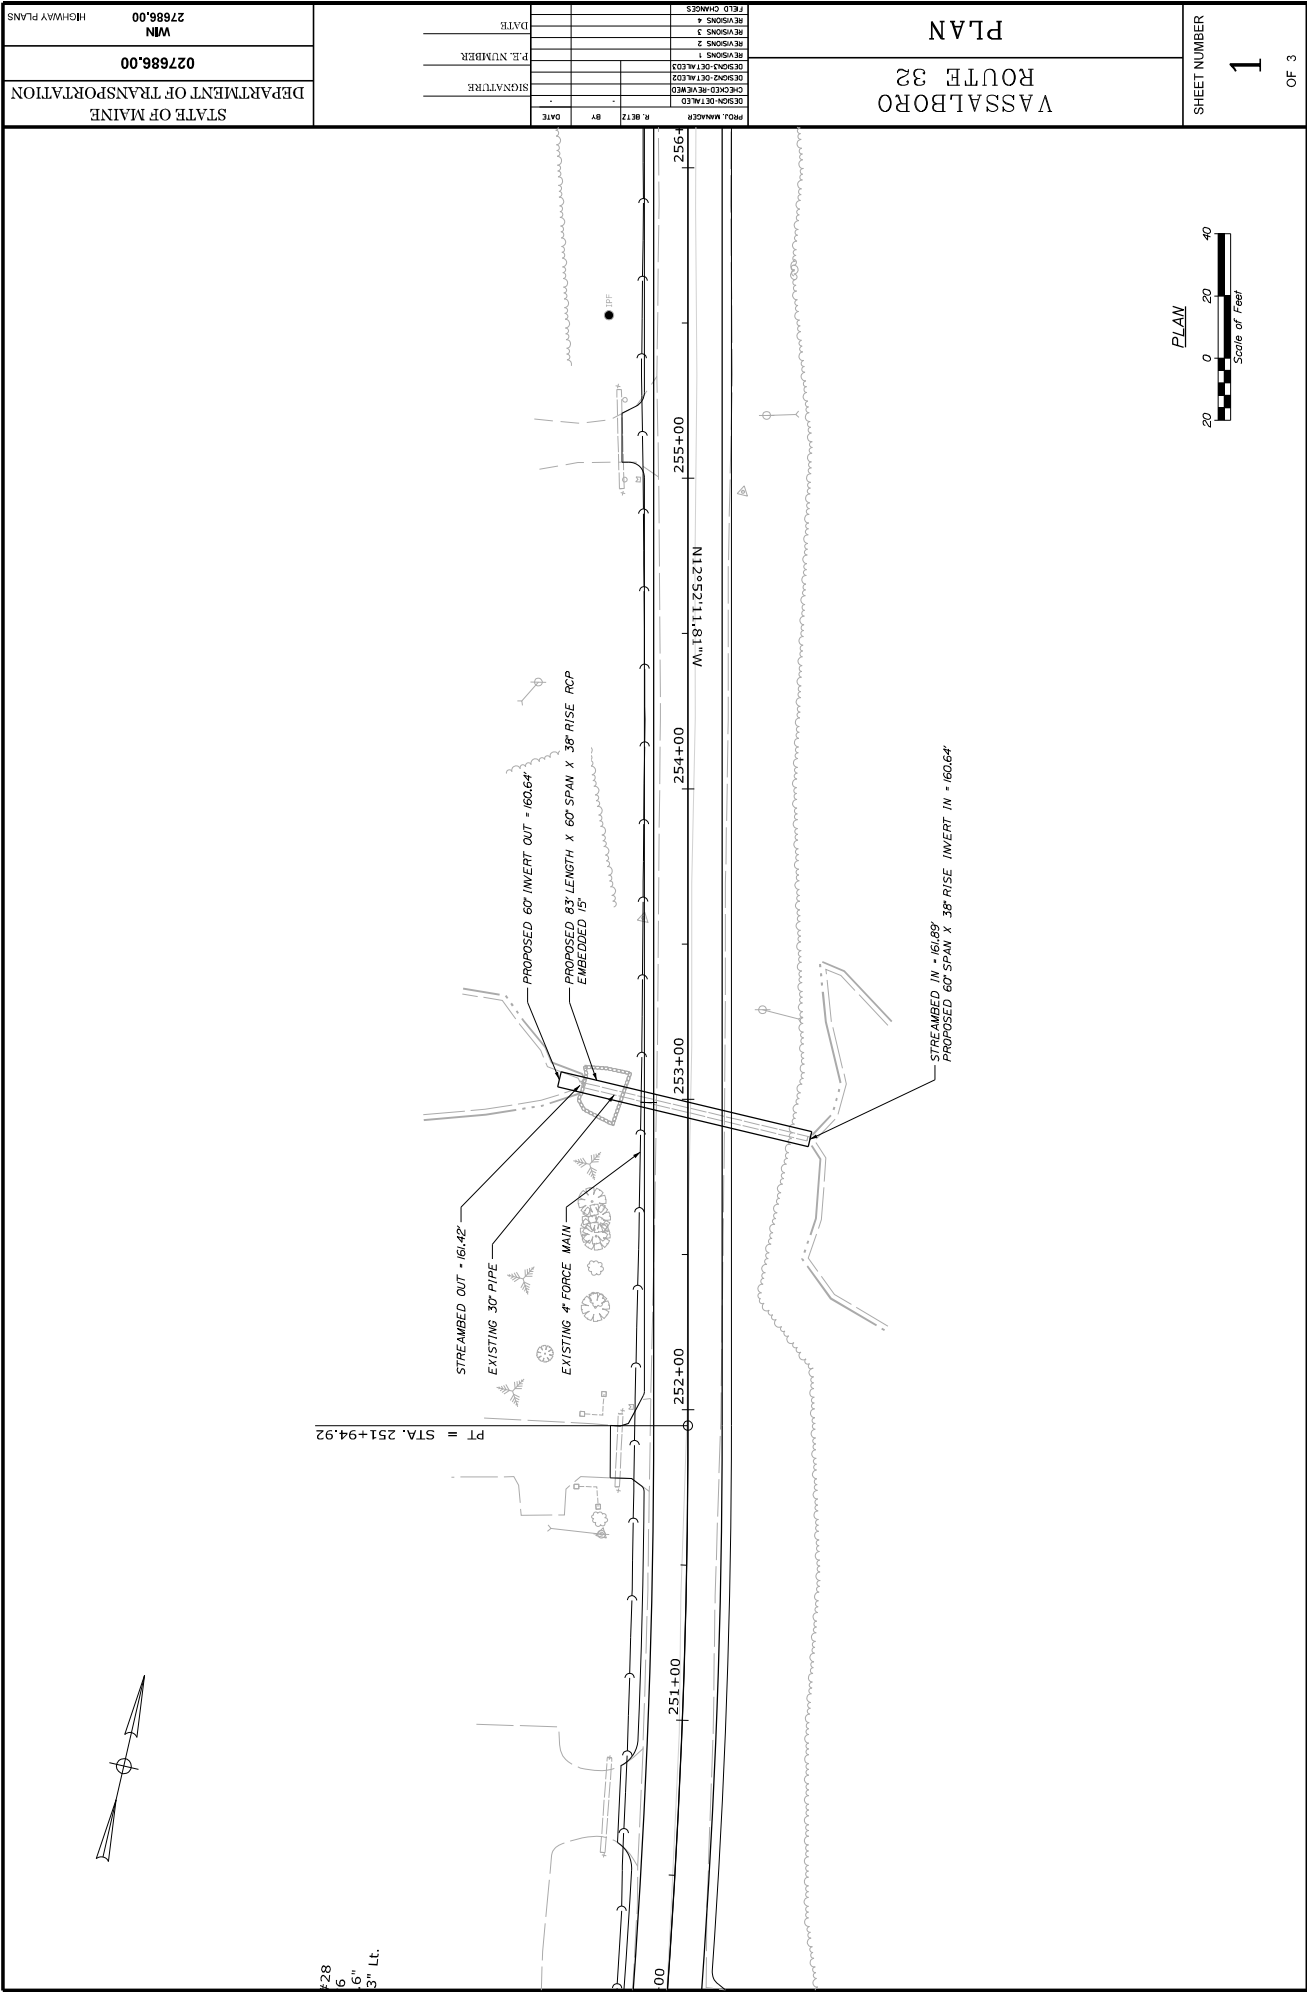 STATE OF MAINE
DEPARTMENT OF TRANSPORTATION
027686.00
WIN
27686.00
HIGHWAY PLANS
SIGNATURE
P.E. NUMBER
DATE
PROJ. MANAGER
R. BETZ
BY
DATE
DESIGN-DETAILED
-
-
CHECKED-REVIEWED
DESIGN2-DETAILED2
DESIGN3-DETAILED3
REVISIONS 1
REVISIONS 2
REVISIONS 3
REVISIONS 4
FIELD CHANGES
VASSALBORO
ROUTE 32
PLAN
SHEET NUMBER
1
OF 3
#28
6
.6"
3" Lt.
PT = STA. 251+94.92
STREAMBED OUT = 161.42'
EXISTING 30" PIPE
EXISTING 4" FORCE MAIN
PROPOSED 60" INVERT OUT = 160.64'
PROPOSED 83' LENGTH X 60" SPAN X 38" RISE RCP
EMBEDDED 15"
IPF
00
251+00
252+00
253+00
254+00
255+00
256+
N12°52'11.81"W
STREAMBED IN = 161.89'
PROPOSED 60" SPAN X 38" RISE INVERT IN = 160.64'
PLAN
20
0
20
40
Scale of Feet